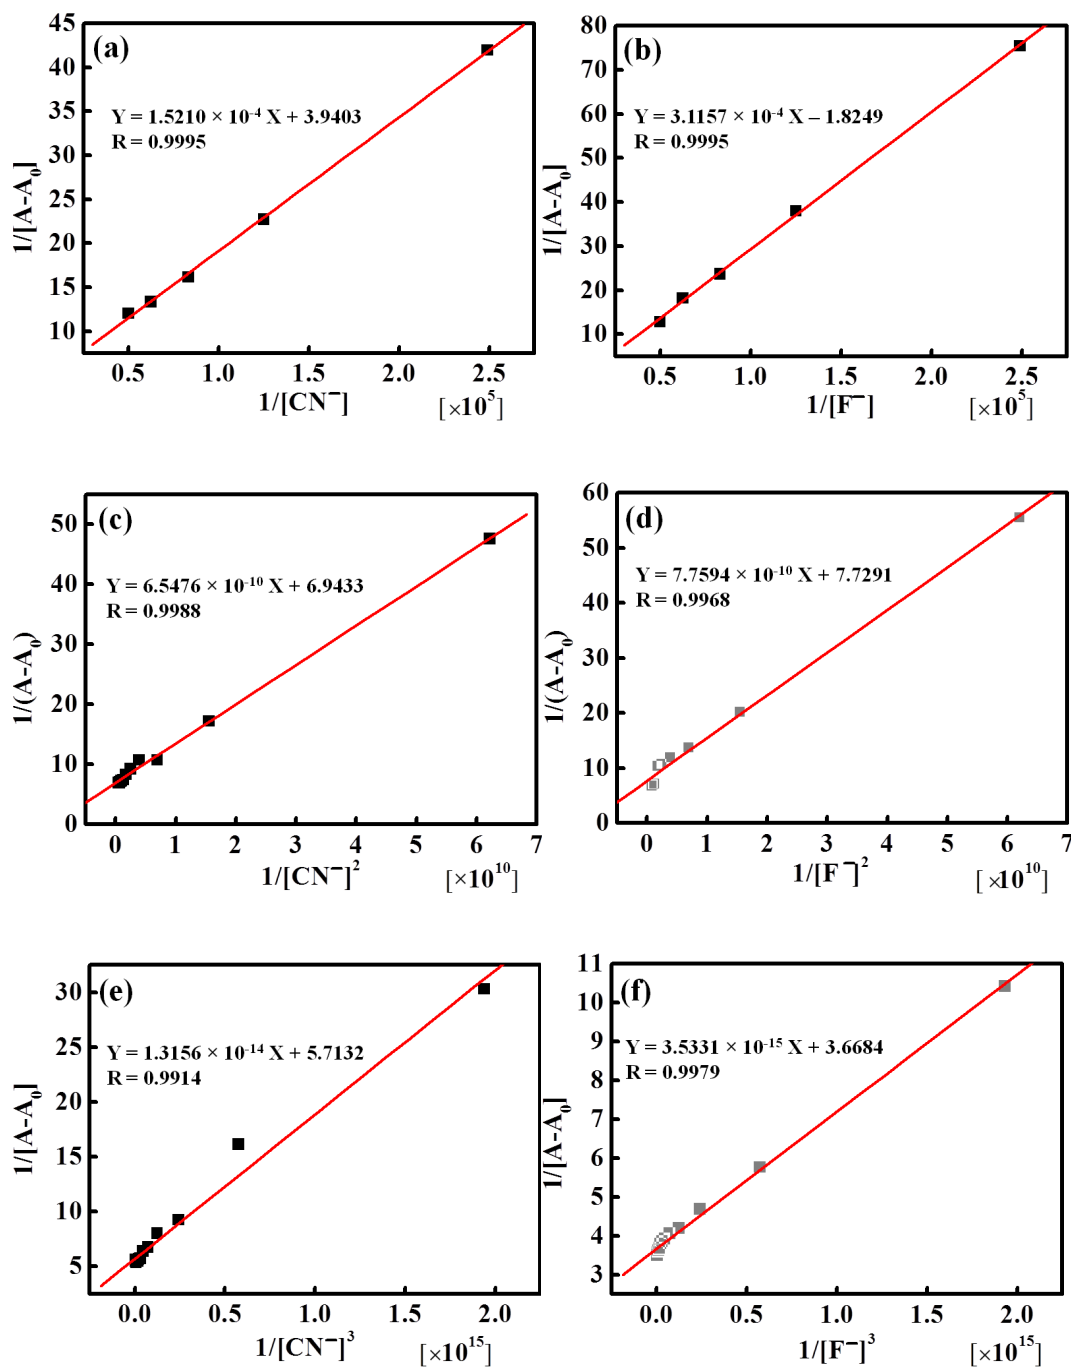 (a)
Y = 1.5210 × 10⁻⁴ X + 3.9403
R = 0.9995
1/[A-A₀]
45
40
35
30
25
20
15
10
0.5 1.0 1.5 2.0 2.5
1/[CN⁻] [×10⁵]
(b)
Y = 3.1157 × 10⁻⁴ X – 1.8249
R = 0.9995
1/[A-A₀]
80
70
60
50
40
30
20
10
0.5 1.0 1.5 2.0 2.5
1/[F⁻] [×10⁵]
(c)
Y = 6.5476 × 10⁻¹⁰ X + 6.9433
R = 0.9988
1/(A-A₀)
50
40
30
20
10
0
0 1 2 3 4 5 6 7
1/[CN⁻]² [×10¹⁰]
(d)
Y = 7.7594 × 10⁻¹⁰ X + 7.7291
R = 0.9968
1/(A-A₀)
60
50
40
30
20
10
0
0 1 2 3 4 5 6 7
1/[F⁻]² [×10¹⁰]
(e)
Y = 1.3156 × 10⁻¹⁴ X + 5.7132
R = 0.9914
1/[A-A₀]
30
25
20
15
10
5
0.0 0.5 1.0 1.5 2.0
1/[CN⁻]³ [×10¹⁵]
(f)
Y = 3.5331 × 10⁻¹⁵ X + 3.6684
R = 0.9979
1/[A-A₀]
11
10
9
8
7
6
5
4
3
0.0 0.5 1.0 1.5 2.0
1/[F⁻]³ [×10¹⁵]